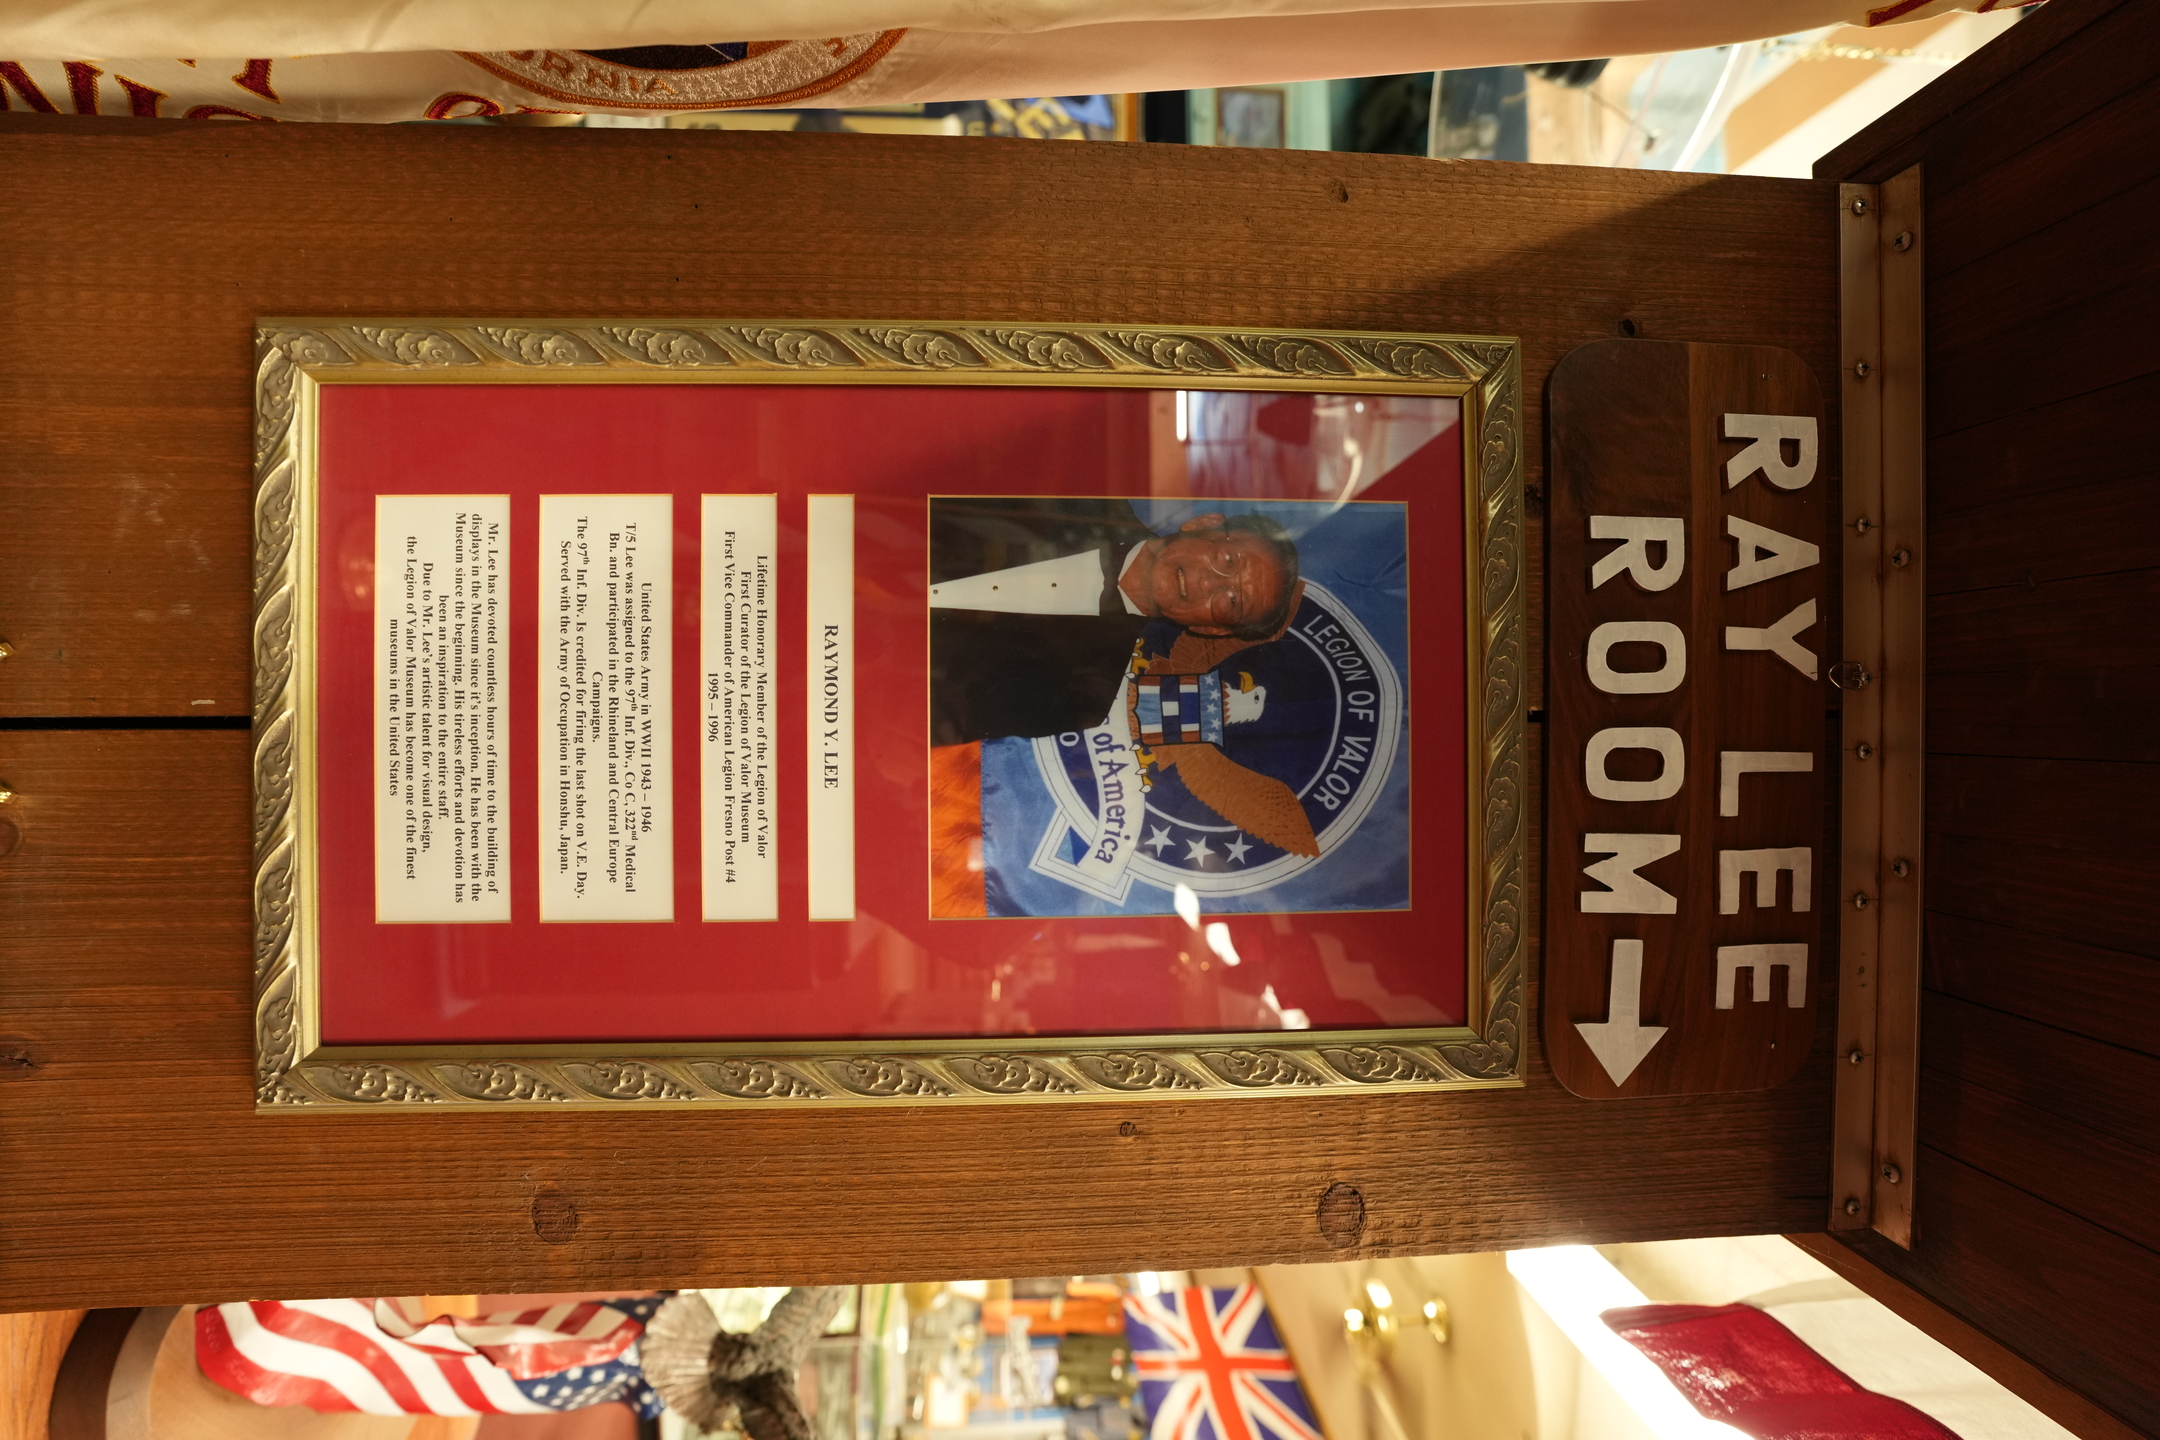 RAY LEE
ROOM
LEGION OF VALOR
of America
RAYMOND Y. LEE
Lifetime Honorary Member of the Legion of Valor
First Curator of the Legion of Valor Museum
First Vice Commander of American Legion Fresno Post #4
1995 – 1996
United States Army in WWII 1943 – 1946
T/5 Lee was assigned to the 97th Inf. Div., Co C, 322nd Medical
Bn. and participated in the Rhineland and Central Europe
Campaigns.
The 97th Inf. Div. Is credited for firing the last shot on V.E. Day.
Served with the Army of Occupation in Honshu, Japan.
Mr. Lee has devoted countless hours of time to the building of
displays in the Museum since it's inception. He has been with the
Museum since the beginning. His tireless efforts and devotion has
been an inspiration to the entire staff.
Due to Mr. Lee's artistic talent for visual design,
the Legion of Valor Museum has become one of the finest
museums in the United States